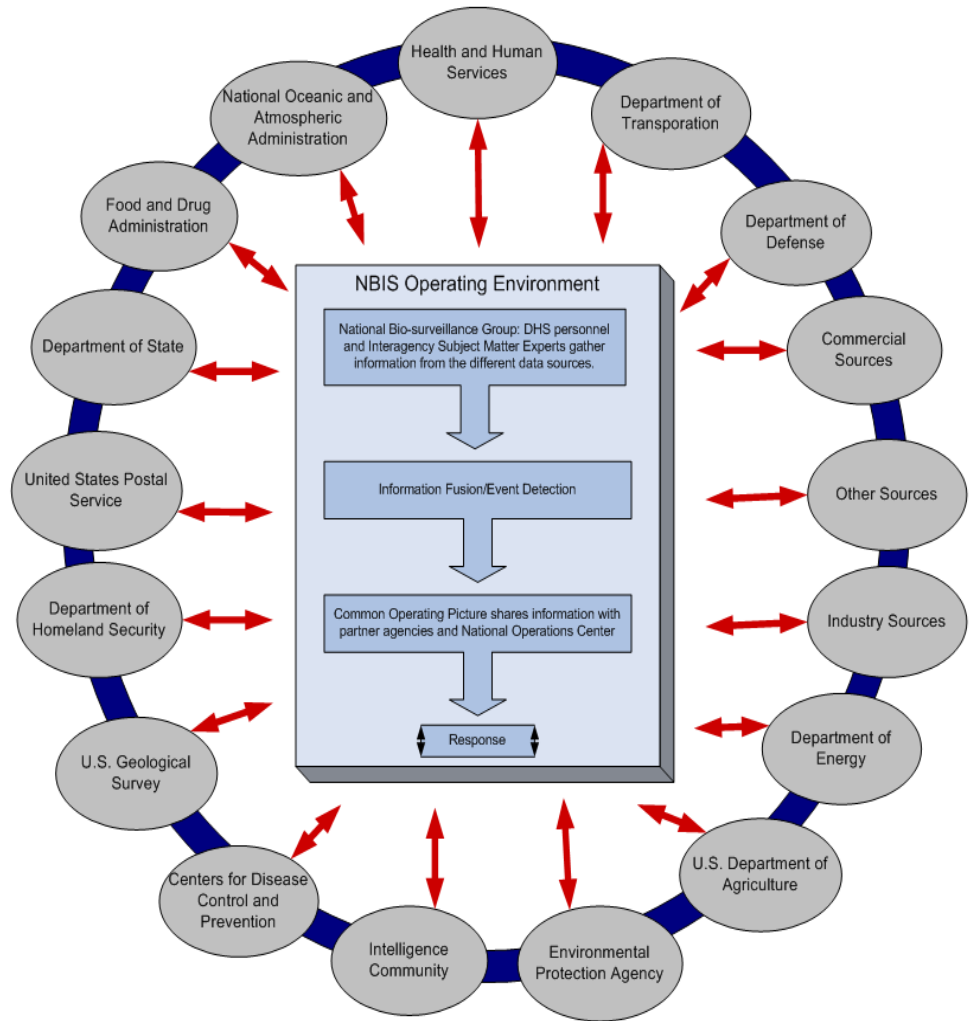 Health and Human
Services
Department of
Transporation
Department of
Defense
Commercial
Sources
Other Sources
Industry Sources
Department of
Energy
U.S. Department of
Agriculture
Environmental
Protection Agency
Intelligence
Community
Centers for Disease
Control and
Prevention
U.S. Geological
Survey
Department of
Homeland Security
United States Postal
Service
Department of State
Food and Drug
Administration
National Oceanic and
Atmospheric
Administration
NBIS Operating Environment
National Bio-surveillance Group: DHS personnel
and Interagency Subject Matter Experts gather
information from the different data sources.
Information Fusion/Event Detection
Common Operating Picture shares information with
partner agencies and National Operations Center
Response